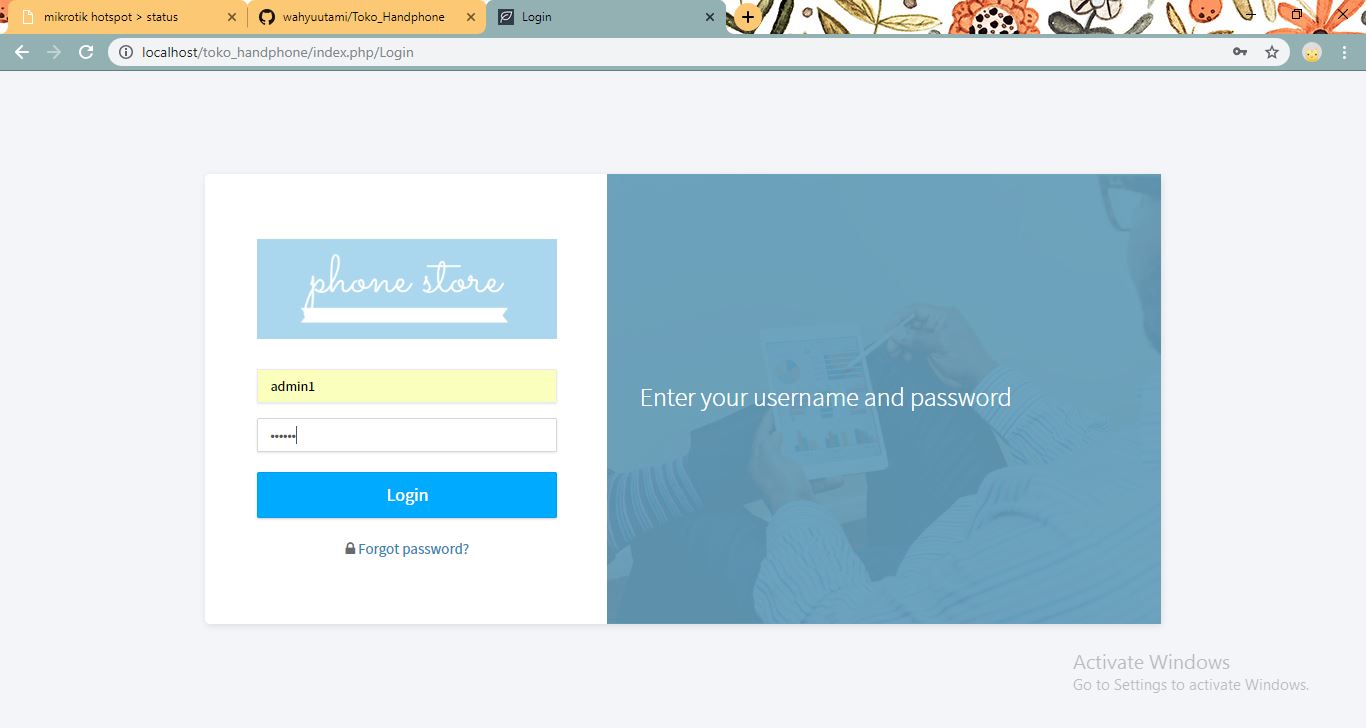 mikrotik hotspot > status
wahyuutami/Toko_Handphone
Login
localhost/toko_handphone/index.php/Login
phone store
admin1
••••••
Login
Forgot password?
Enter your username and password
Activate Windows
Go to Settings to activate Windows.